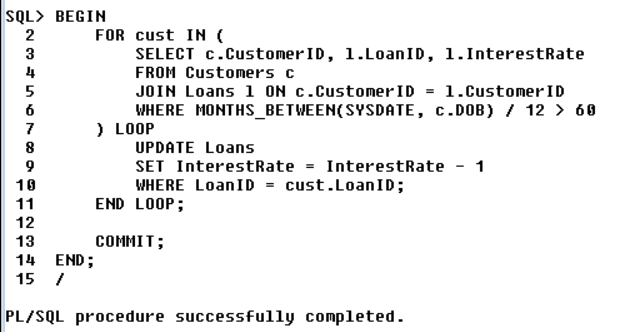 SQL> BEGIN
  2      FOR cust IN (
  3          SELECT c.CustomerID, l.LoanID, l.InterestRate
  4          FROM Customers c
  5          JOIN Loans l ON c.CustomerID = l.CustomerID
  6          WHERE MONTHS_BETWEEN(SYSDATE, c.DOB) / 12 > 60
  7      ) LOOP
  8          UPDATE Loans
  9          SET InterestRate = InterestRate - 1
 10          WHERE LoanID = cust.LoanID;
 11      END LOOP;
 12
 13      COMMIT;
 14  END;
 15  /
PL/SQL procedure successfully completed.